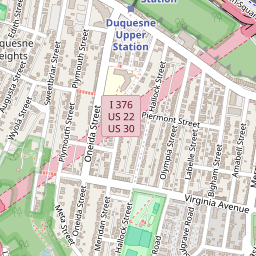 Station
Duquesne
Upper
Station
Square
Edith Street
Plymouth Street
Duquesne
Heights
Sweetbriar Street
Augusta Street
Wyola Street
Hallock Street
Oneida Street
I 376
US 22
US 30
Piermont Street
Plymouth Street
Olympia Street
Labelle Street
Bigham Street
Amabell Street
Virginia Avenue
Oneida Street
Meta Street
Meridan Street
Hallock Street
Road